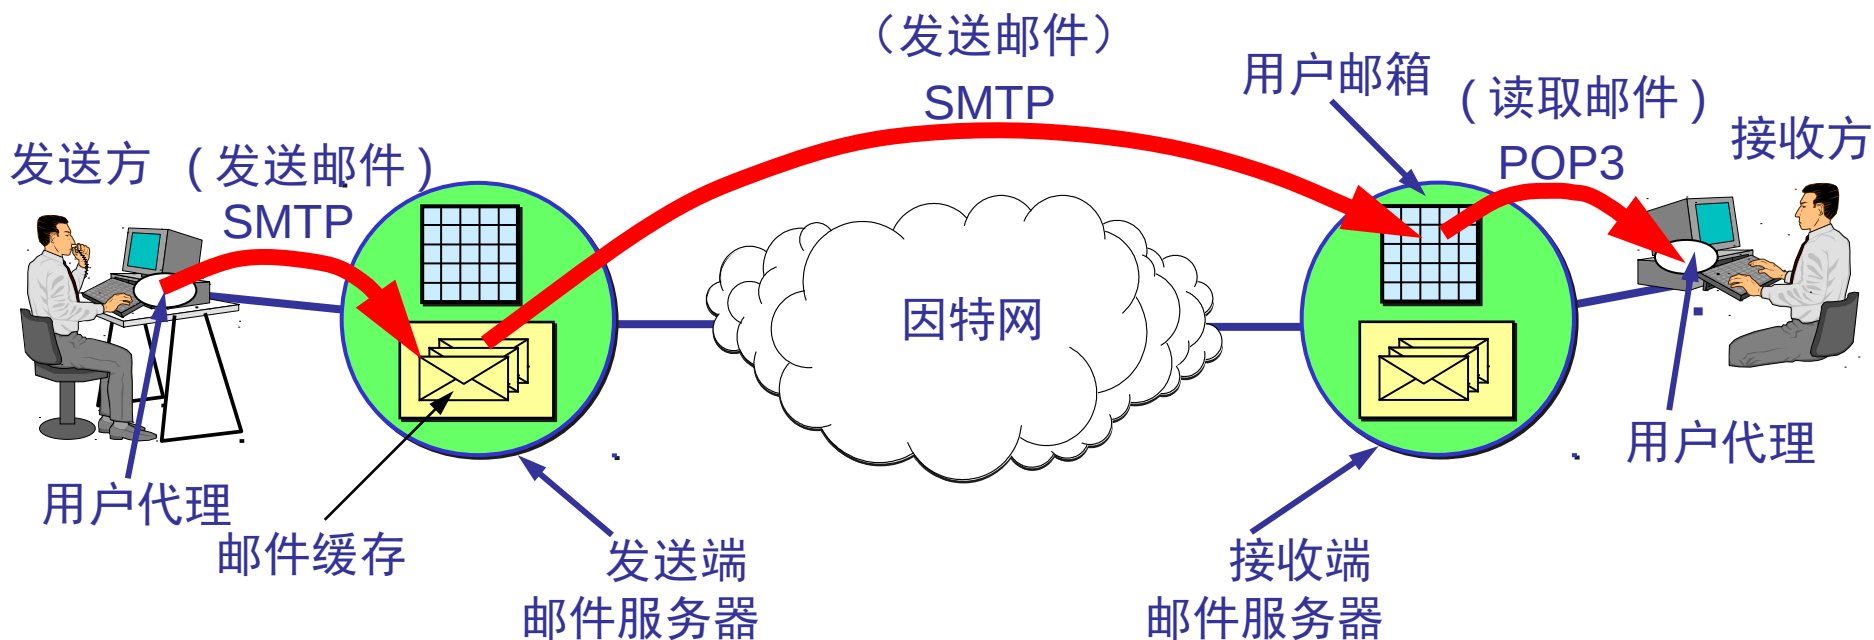 （发送邮件）
SMTP
用户邮箱
(读取邮件)
POP3
接收方
发送方
(发送邮件)
SMTP
因特网
用户代理
用户代理
邮件缓存
发送端
邮件服务器
接收端
邮件服务器